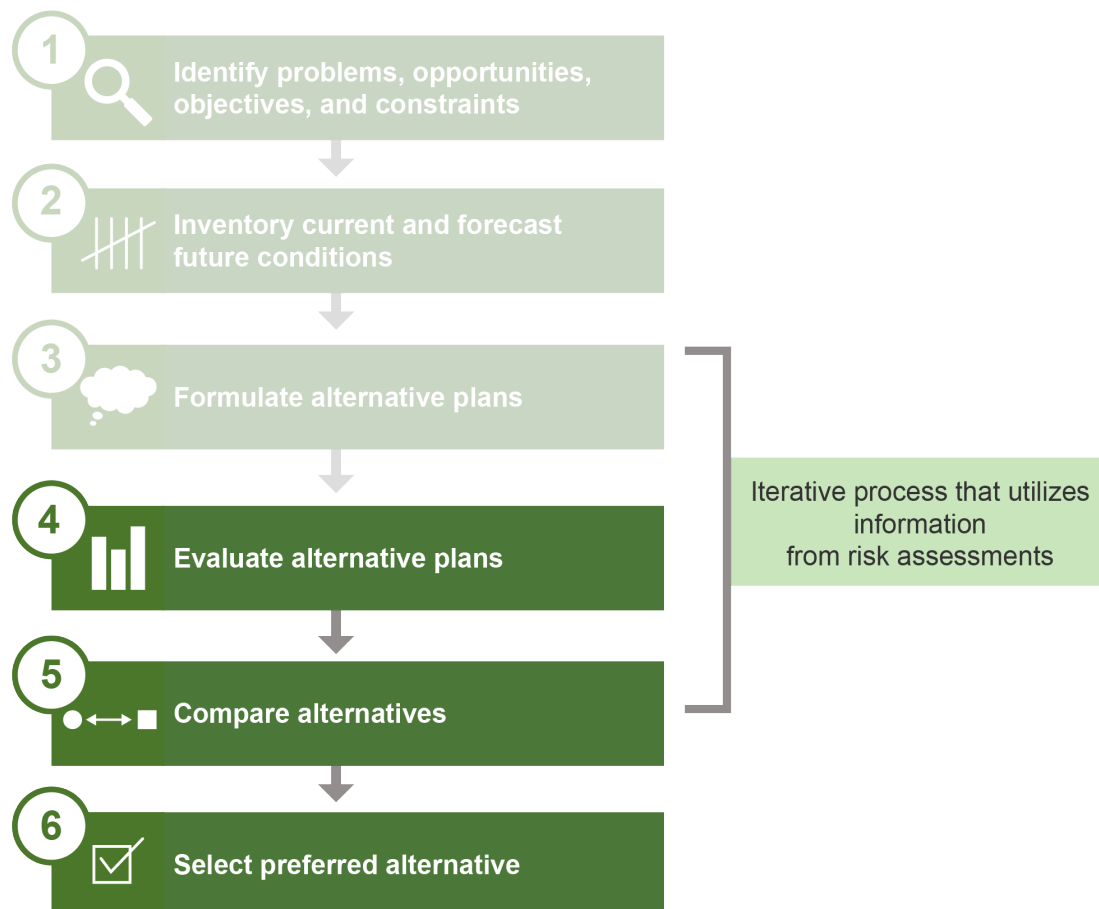 1
Identify problems, opportunities,
objectives, and constraints
2
Inventory current and forecast
future conditions
3
Formulate alternative plans
4
Evaluate alternative plans
5
Compare alternatives
6
Select preferred alternative
Iterative process that utilizes
information
from risk assessments